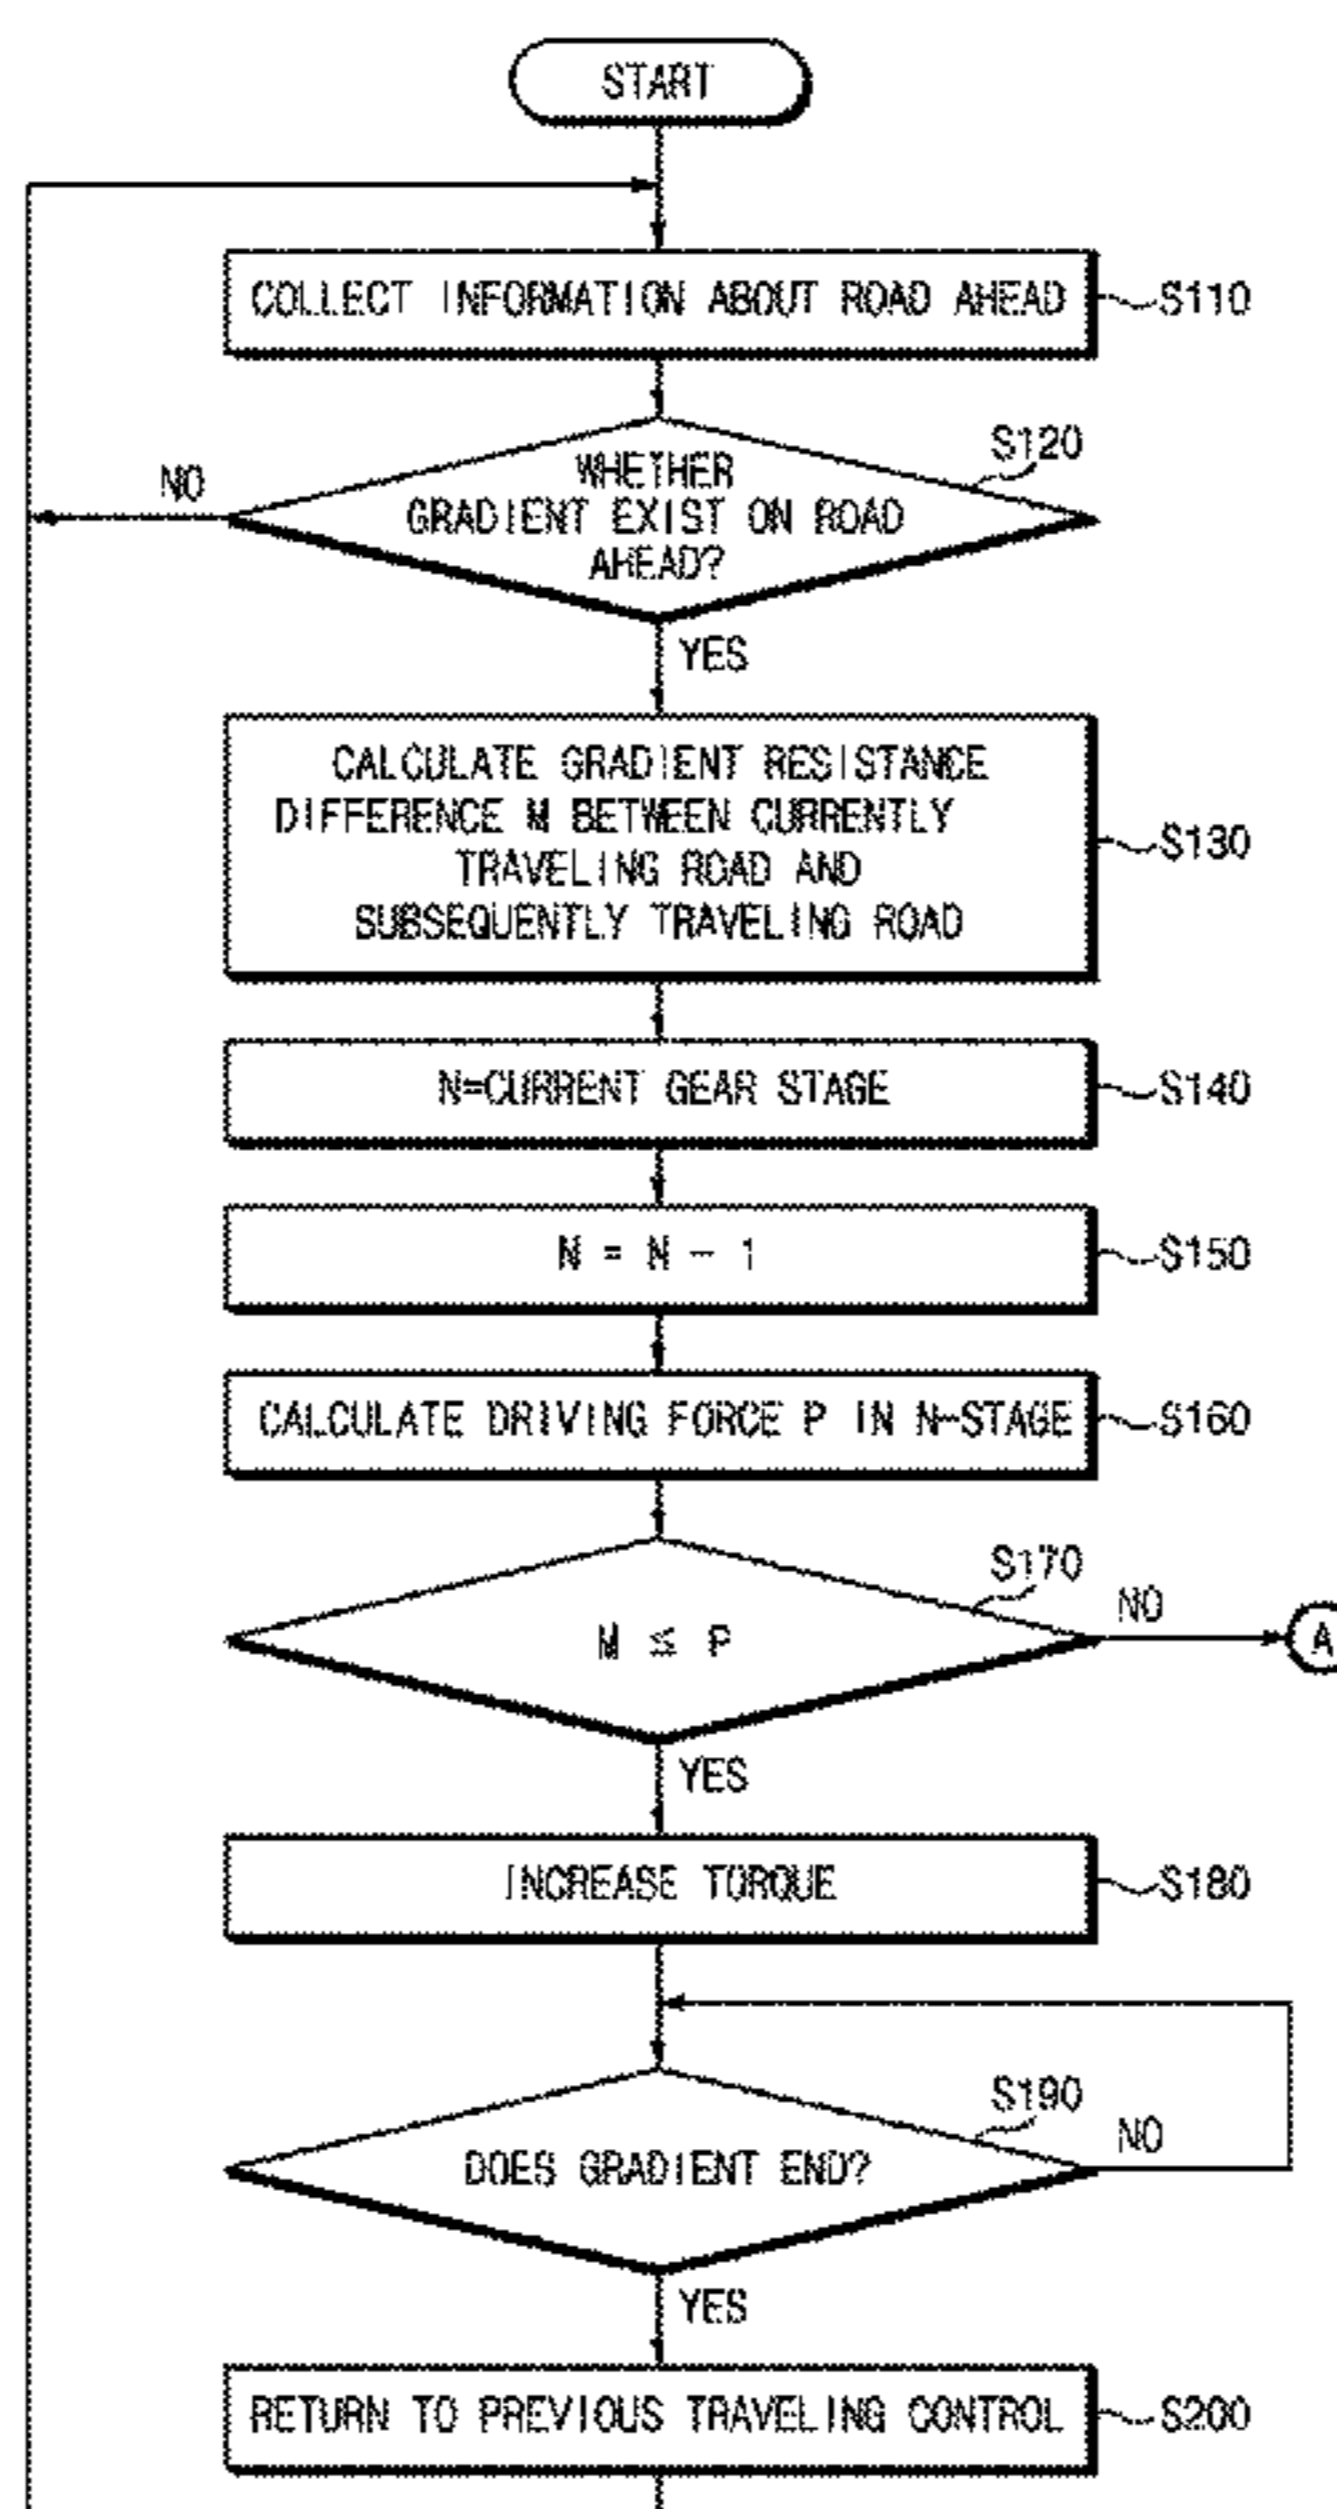 START
COLLECT INFORMATION ABOUT ROAD AHEAD
S110
S120
NO
WHETHER
GRADIENT EXIST ON ROAD
AHEAD?
YES
CALCULATE GRADIENT RESISTANCE
DIFFERENCE M BETWEEN CURRENTLY
TRAVELING ROAD AND
SUBSEQUENTLY TRAVELING ROAD
S130
N=CURRENT GEAR STAGE
S140
N = N - 1
S150
CALCULATE DRIVING FORCE P IN N-STAGE
S160
S170
NO
M ≤ P
A
YES
INCREASE TORQUE
S180
S190
NO
DOES GRADIENT END?
YES
RETURN TO PREVIOUS TRAVELING CONTROL
S200